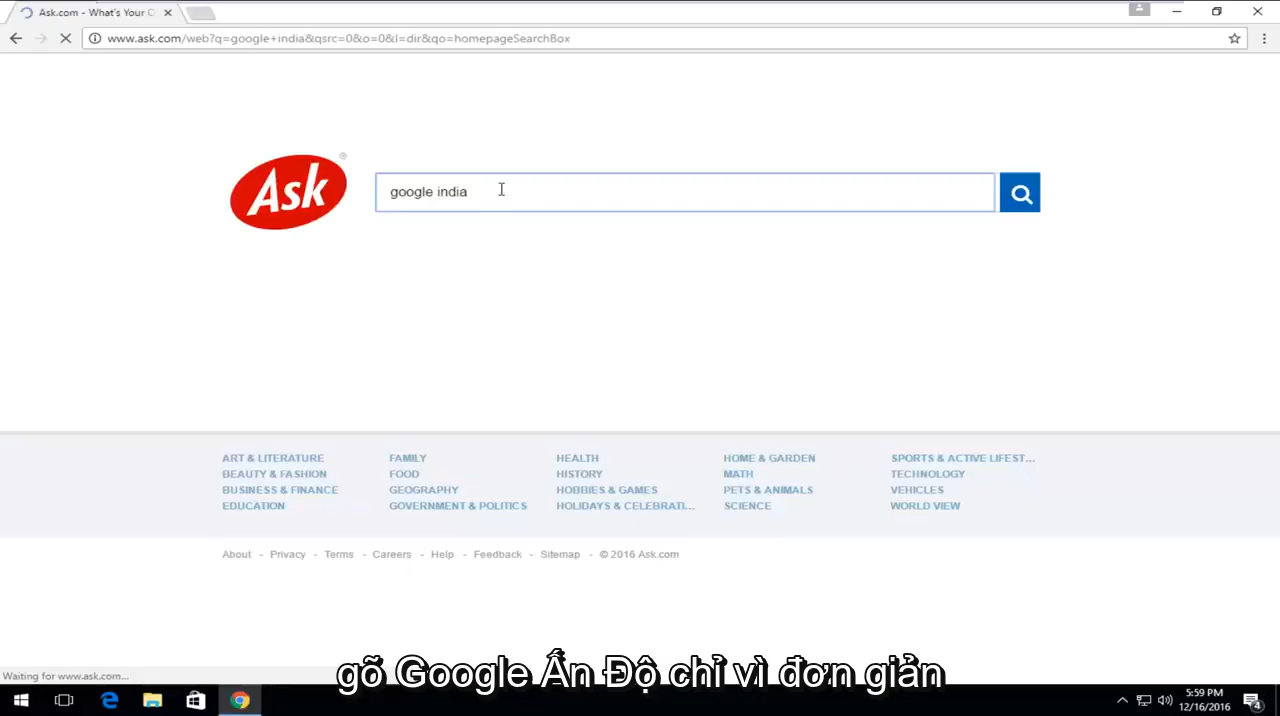 Ask.com - What's Your Q
www.ask.com/web?q=google+india&qsrc=0&o=0&l=dir&qo=homepageSearchBox
Ask®
google india
ART & LITERATURE
BEAUTY & FASHION
BUSINESS & FINANCE
EDUCATION
FAMILY
FOOD
GEOGRAPHY
GOVERNMENT & POLITICS
HEALTH
HISTORY
HOBBIES & GAMES
HOLIDAYS & CELEBRATI...
HOME & GARDEN
MATH
PETS & ANIMALS
SCIENCE
SPORTS & ACTIVE LIFEST...
TECHNOLOGY
VEHICLES
WORLD VIEW
About - Privacy - Terms - Careers - Help - Feedback - Sitemap - © 2016 Ask.com
gõ Google Ấn Độ chỉ vì đơn giản
Waiting for www.ask.com...
5:59 PM
12/16/2016
4